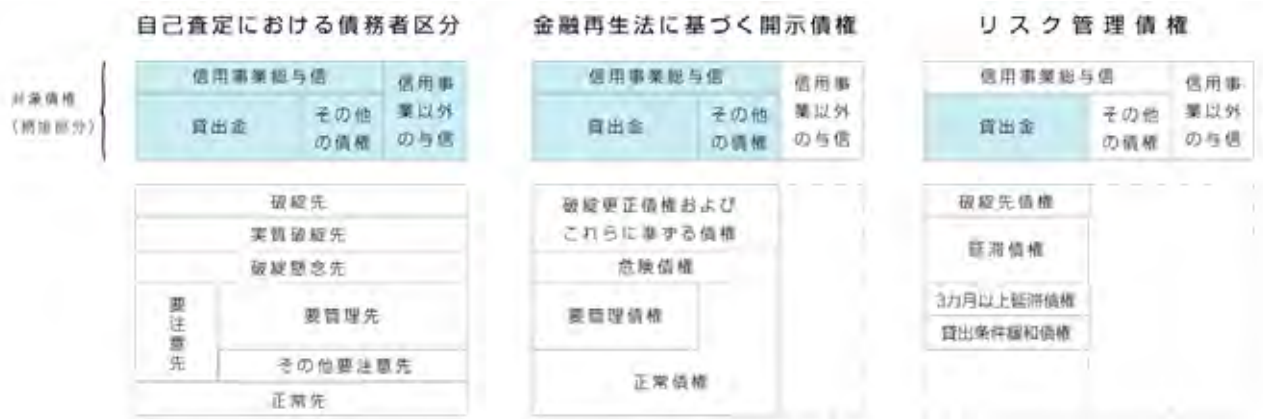 自己査定における債務者区分
対象債権
(網掛部分)
信用事業総与信
信用事
業以外
の与信
貸出金
その他
の債権
破綻先
実質破綻先
破綻懸念先
要
注
意
先
要管理先
その他要注意先
正常先
金融再生法に基づく開示債権
信用事業総与信
信用事
業以外
の与信
貸出金
その他
の債権
破綻更正債権および
これらに準ずる債権
危険債権
要管理債権
正常債権
リスク管理債権
信用事業総与信
信用事
業以外
の与信
貸出金
その他
の債権
破綻先債権
延滞債権
3カ月以上延滞債権
貸出条件緩和債権